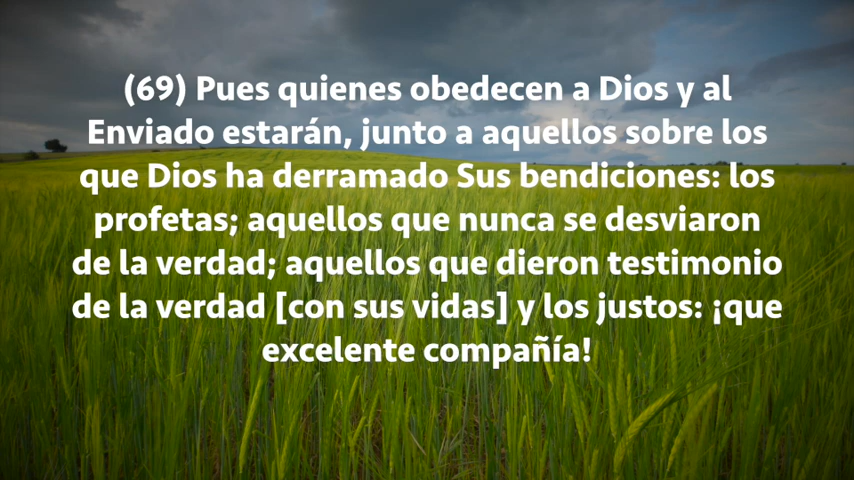 (69) Pues quienes obedecen a Dios y al
Enviado estarán, junto a aquellos sobre los
que Dios ha derramado Sus bendiciones: los
profetas; aquellos que nunca se desviaron
de la verdad; aquellos que dieron testimonio
de la verdad [con sus vidas] y los justos: ¡que
excelente compañía!